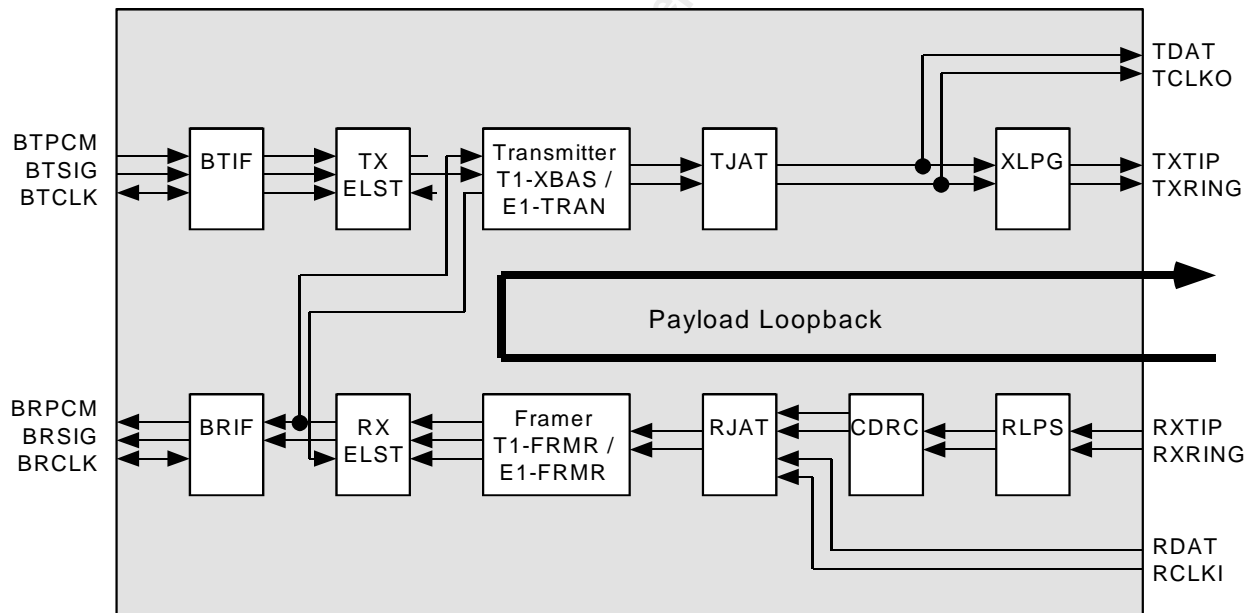 TDAT
TCLKO
BTPCM
BTSIG
BTCLK
BTIF
TX
ELST
Transmitter
T1-XBAS /
E1-TRAN
TJAT
XLPG
TXTIP
TXRING
Payload Loopback
BRPCM
BRSIG
BRCLK
BRIF
RX
ELST
Framer
T1-FRMR /
E1-FRMR
RJAT
CDRC
RLPS
RXTIP
RXRING
RDAT
RCLKI